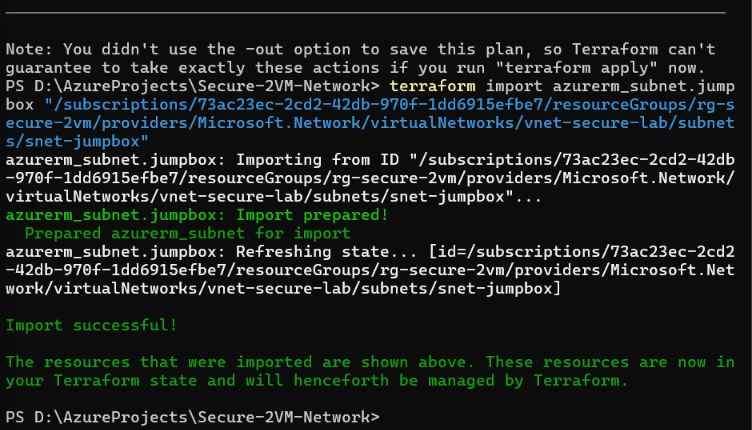 Note: You didn't use the -out option to save this plan, so Terraform can't
guarantee to take exactly these actions if you run "terraform apply" now.
PS D:\AzureProjects\Secure-2VM-Network> terraform import azurerm_subnet.jump
box "/subscriptions/73ac23ec-2cd2-42db-970f-1dd6915efbe7/resourceGroups/rg-s
ecure-2vm/providers/Microsoft.Network/virtualNetworks/vnet-secure-lab/subnet
s/snet-jumpbox"
azurerm_subnet.jumpbox: Importing from ID "/subscriptions/73ac23ec-2cd2-42db
-970f-1dd6915efbe7/resourceGroups/rg-secure-2vm/providers/Microsoft.Network/
virtualNetworks/vnet-secure-lab/subnets/snet-jumpbox"...
azurerm_subnet.jumpbox: Import prepared!
  Prepared azurerm_subnet for import
azurerm_subnet.jumpbox: Refreshing state... [id=/subscriptions/73ac23ec-2cd2
-42db-970f-1dd6915efbe7/resourceGroups/rg-secure-2vm/providers/Microsoft.Net
work/virtualNetworks/vnet-secure-lab/subnets/snet-jumpbox]
Import successful!
The resources that were imported are shown above. These resources are now in
your Terraform state and will henceforth be managed by Terraform.
PS D:\AzureProjects\Secure-2VM-Network>